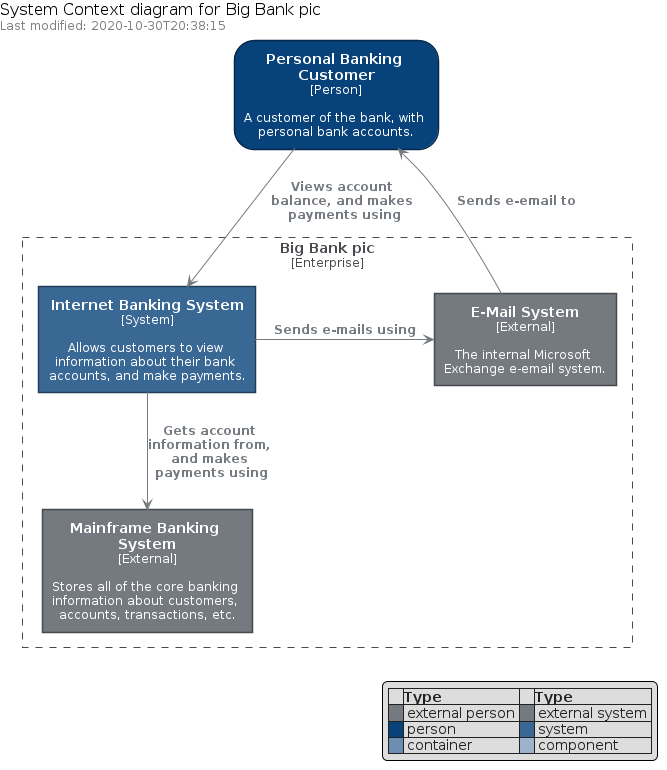 System Context diagram for Big Bank pic
Last modified: 2020-10-30T20:38:15
Personal Banking
Customer
[Person]
A customer of the bank, with
personal bank accounts.
Views account
balance, and makes
payments using
Sends e-email to
Big Bank pic
[Enterprise]
Internet Banking System
[System]
Allows customers to view
information about their bank
accounts, and make payments.
Sends e-mails using
E-Mail System
[External]
The internal Microsoft
Exchange e-email system.
Gets account
information from,
and makes
payments using
Mainframe Banking
System
[External]
Stores all of the core banking
information about customers,
accounts, transactions, etc.
Type Type
external person external system
person system
container component